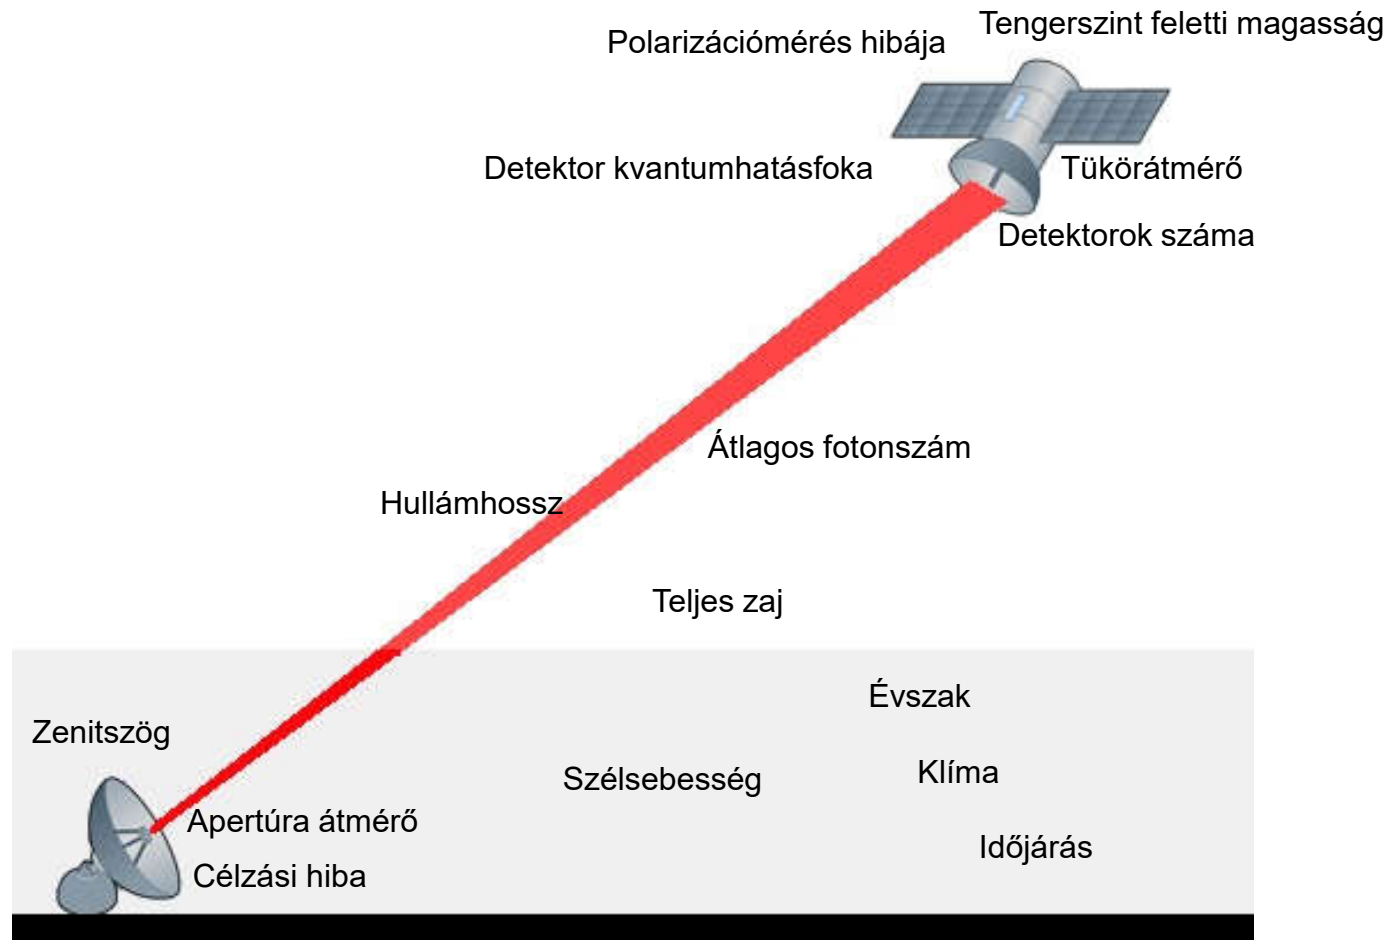 Tengerszint feletti magasság
Polarizációmérés hibája
Detektor kvantumhatásfoka
Tükörátmérő
Detektorok száma
Átlagos fotonszám
Hullámhossz
Teljes zaj
Évszak
Zenitszög
Klíma
Szélsebesség
Apertúra átmérő
Időjárás
Célzási hiba